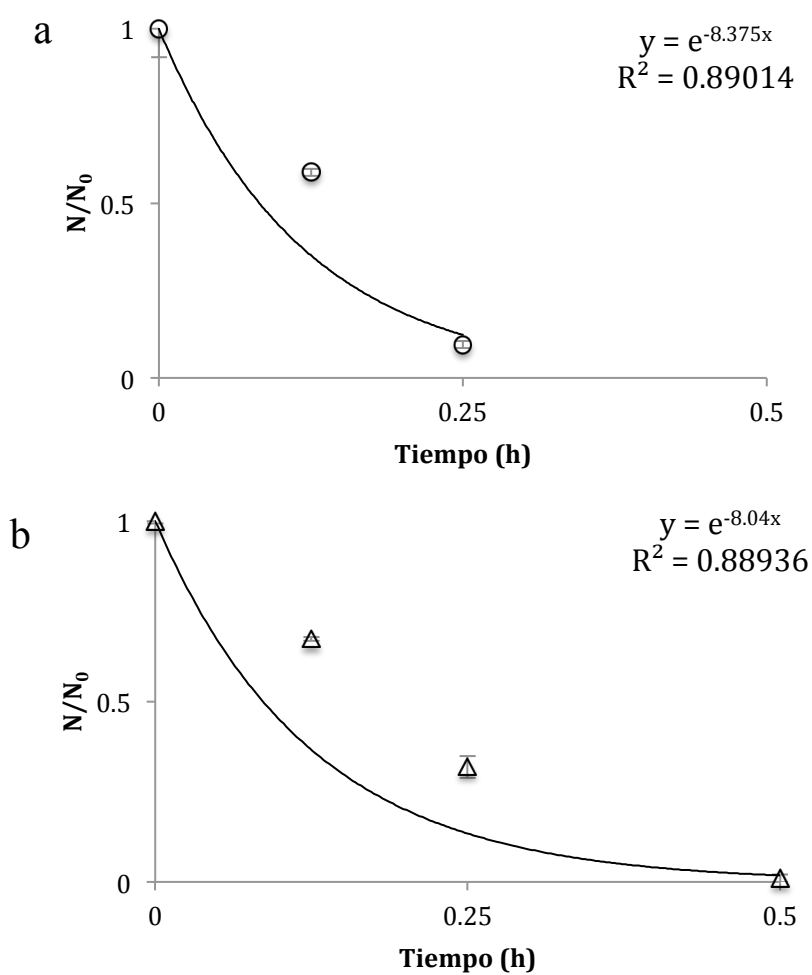 a
y = e^-8.375x
R² = 0.89014
1
N/N₀
0.5
0
0 0.25 0.5
Tiempo (h)
b
y = e^-8.04x
R² = 0.88936
1
N/N₀
0.5
0
0 0.25 0.5
Tiempo (h)